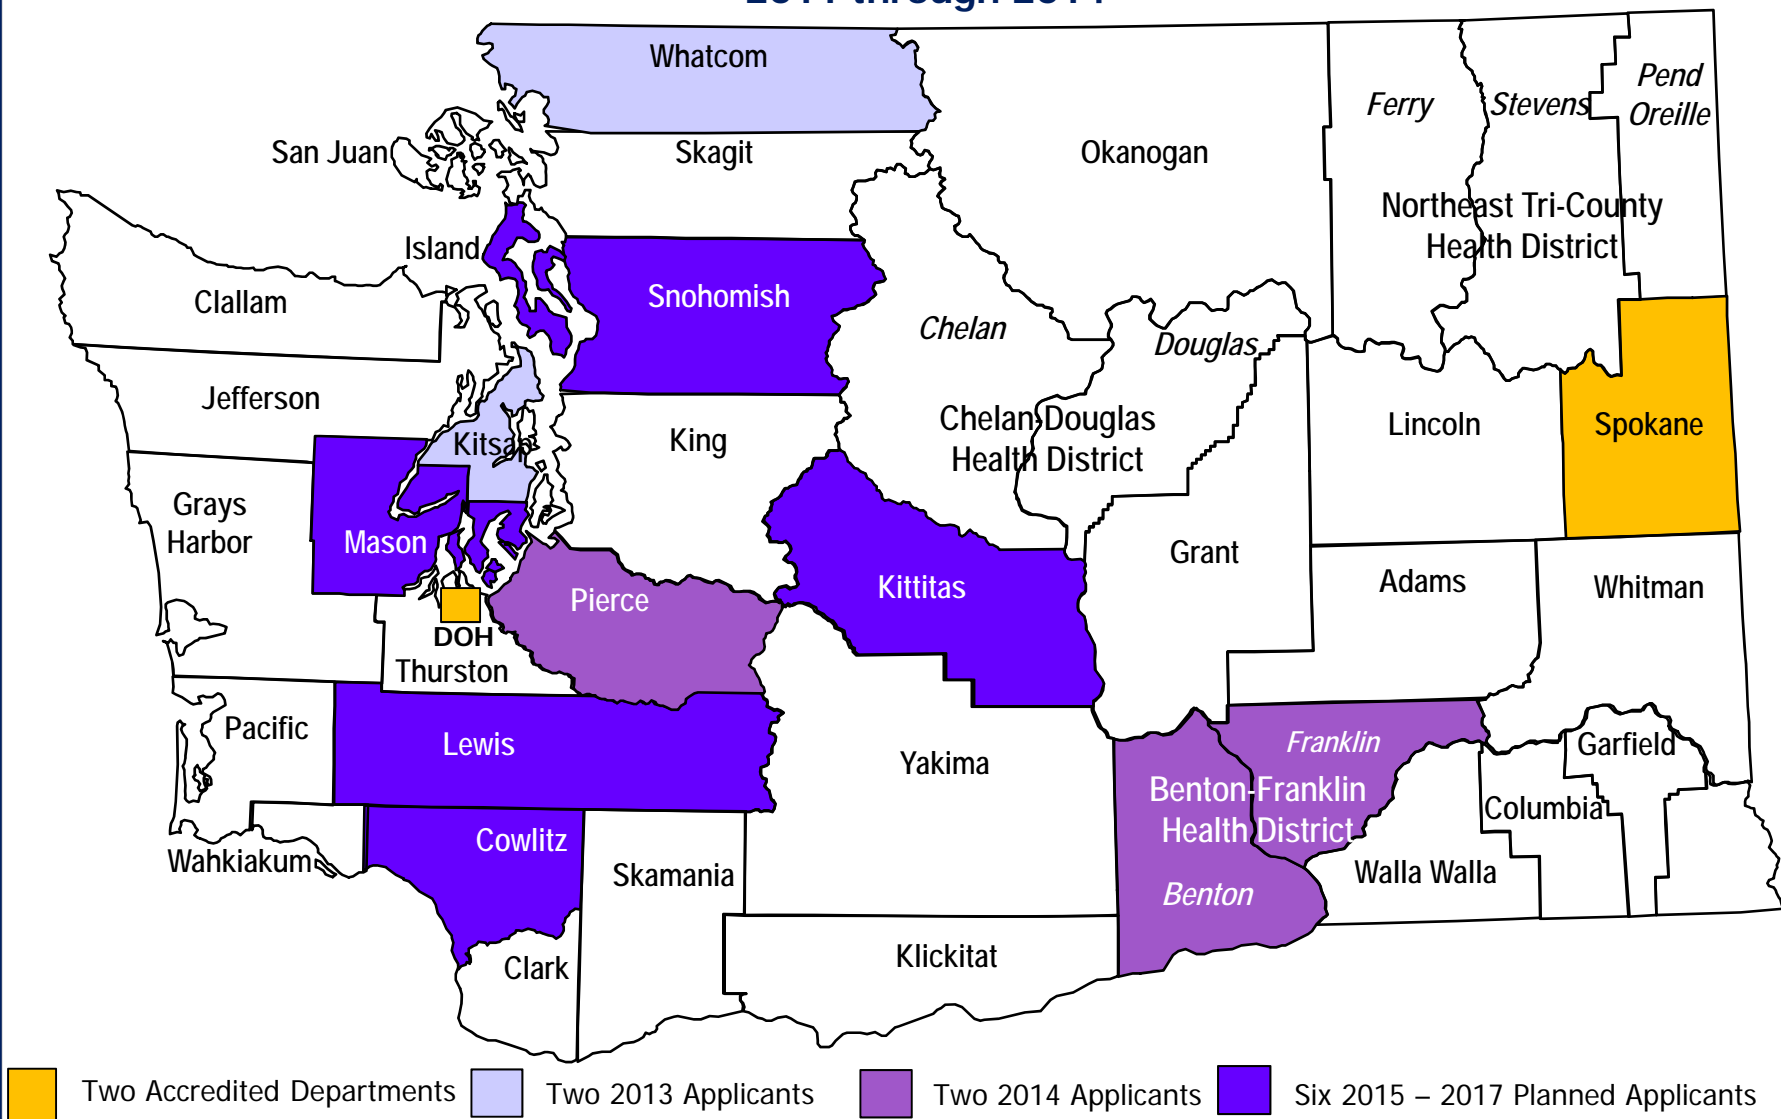 Whatcom
San Juan
Skagit
Okanogan
Ferry
Stevens
Pend
Oreille
Northeast Tri-County
Health District
Island
Snohomish
Clallam
Chelan
Douglas
Jefferson
Kitsap
King
Chelan-Douglas
Health District
Lincoln
Spokane
Grays
Harbor
Mason
Grant
Kittitas
Adams
Whitman
Pierce
DOH
Thurston
Pacific
Lewis
Yakima
Franklin
Garfield
Benton-Franklin
Health District
Columbia
Cowlitz
Wahkiakum
Skamania
Walla Walla
Benton
Clark
Klickitat
Two Accredited Departments
Two 2013 Applicants
Two 2014 Applicants
Six 2015 – 2017 Planned Applicants